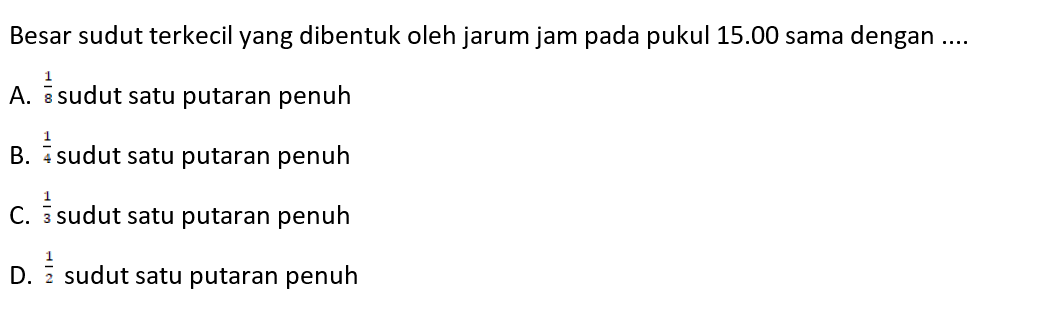 Besar sudut terkecil yang dibentuk oleh jarum jam pada pukul 15.00 sama dengan ....
A. 1/8 sudut satu putaran penuh
B. 1/4 sudut satu putaran penuh
C. 1/3 sudut satu putaran penuh
D. 1/2 sudut satu putaran penuh